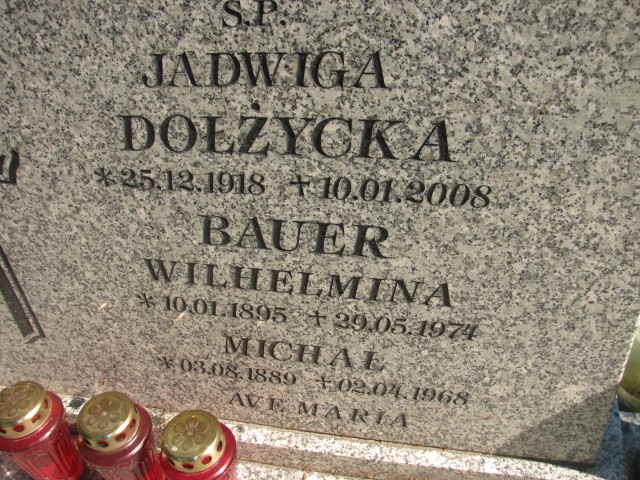 Ś.P.
JADWIGA
DOŁŻYCKA
*25.12.1918 +10.01.2008
BAUER
WILHELMINA
*10.01.1895 +29.05.1974
MICHAŁ
*03.08.1889 +02.04.1968
AVE MARIA